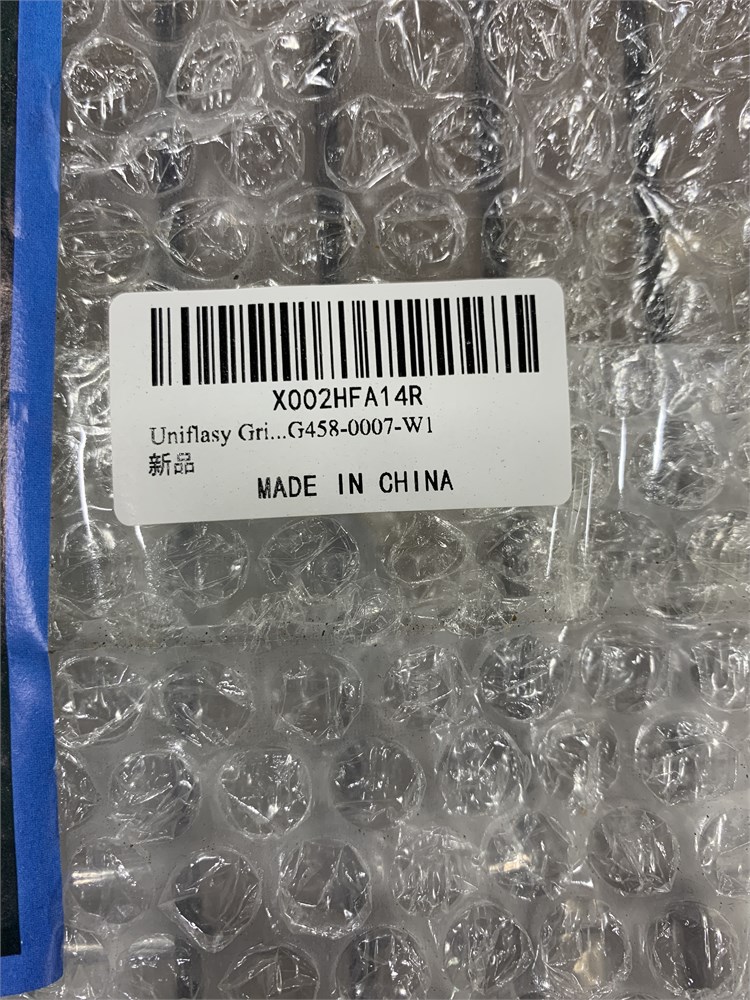 X002HFA14R
Uniflasy Gri...G458-0007-W1
新品
MADE IN CHINA